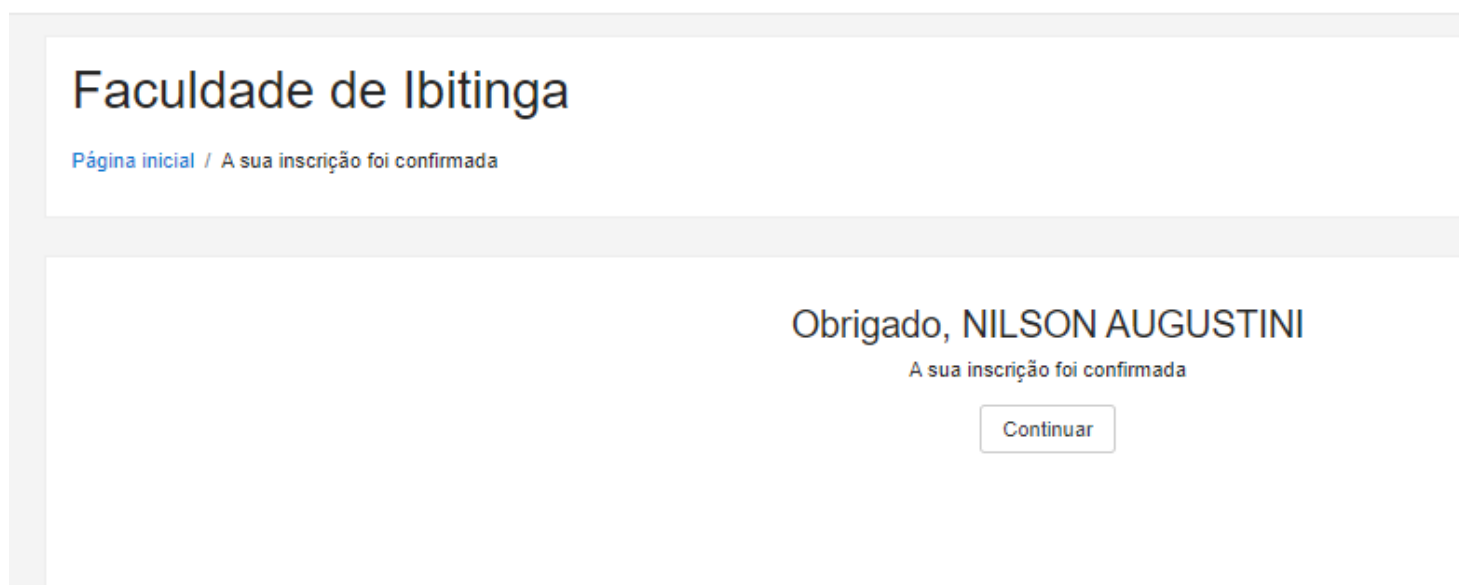 Faculdade de Ibitinga
Página inicial / A sua inscrição foi confirmada
Obrigado, NILSON AUGUSTINI
A sua inscrição foi confirmada
Continuar